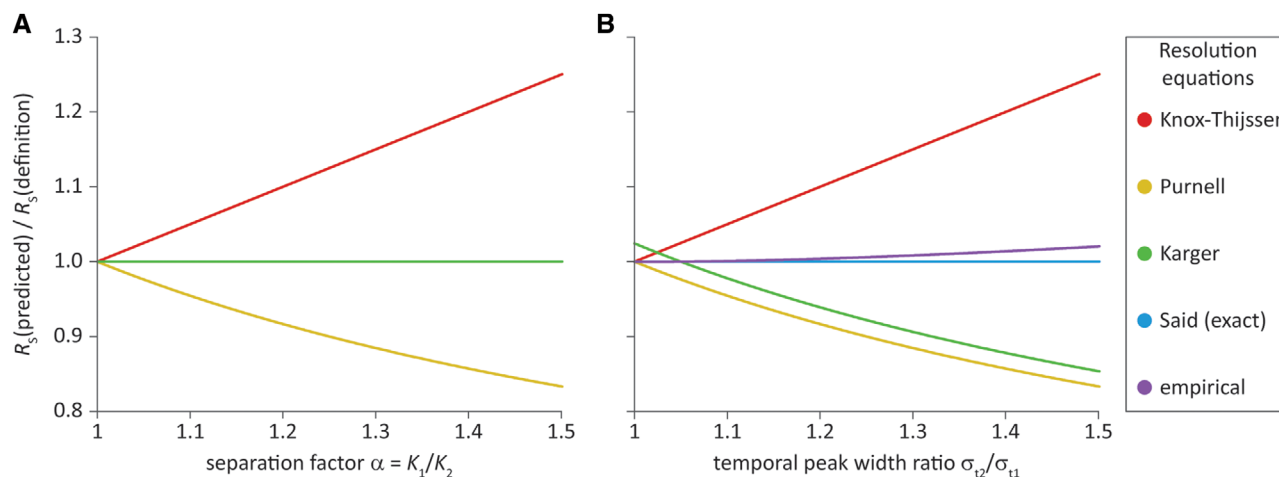 A
B
R_s(predicted) / R_s(definition)
1.3
1.2
1.1
1.0
0.9
0.8
1
1.1
1.2
1.3
1.4
1.5
separation factor α = K₁/K₂
1
1.1
1.2
1.3
1.4
1.5
temporal peak width ratio σₜ₂/σₜ₁
Resolution
equations
Knox-Thijssen
Purnell
Karger
Said (exact)
empirical